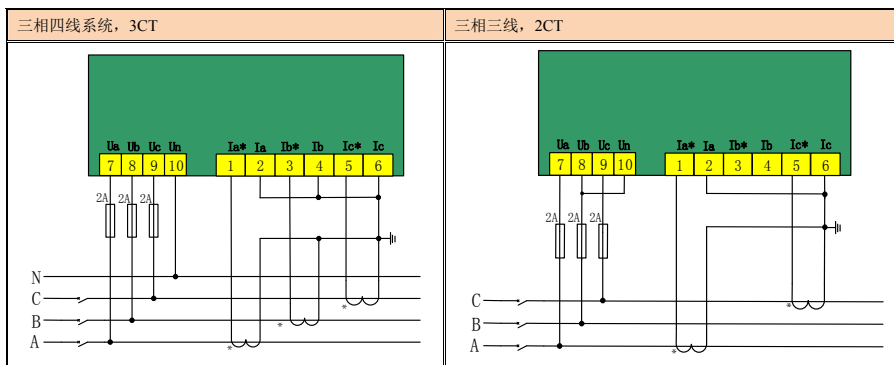 三相四线系统，3CT
三相三线，2CT
Ua Ub Uc Un Ia* Ia Ib* Ib Ic* Ic
7 8 9 10 1 2 3 4 5 6
2A 2A 2A
N
C *
B *
A *
Ua Ub Uc Un Ia* Ia Ib* Ib Ic* Ic
7 8 9 10 1 2 3 4 5 6
2A 2A 2A
C *
B
A *